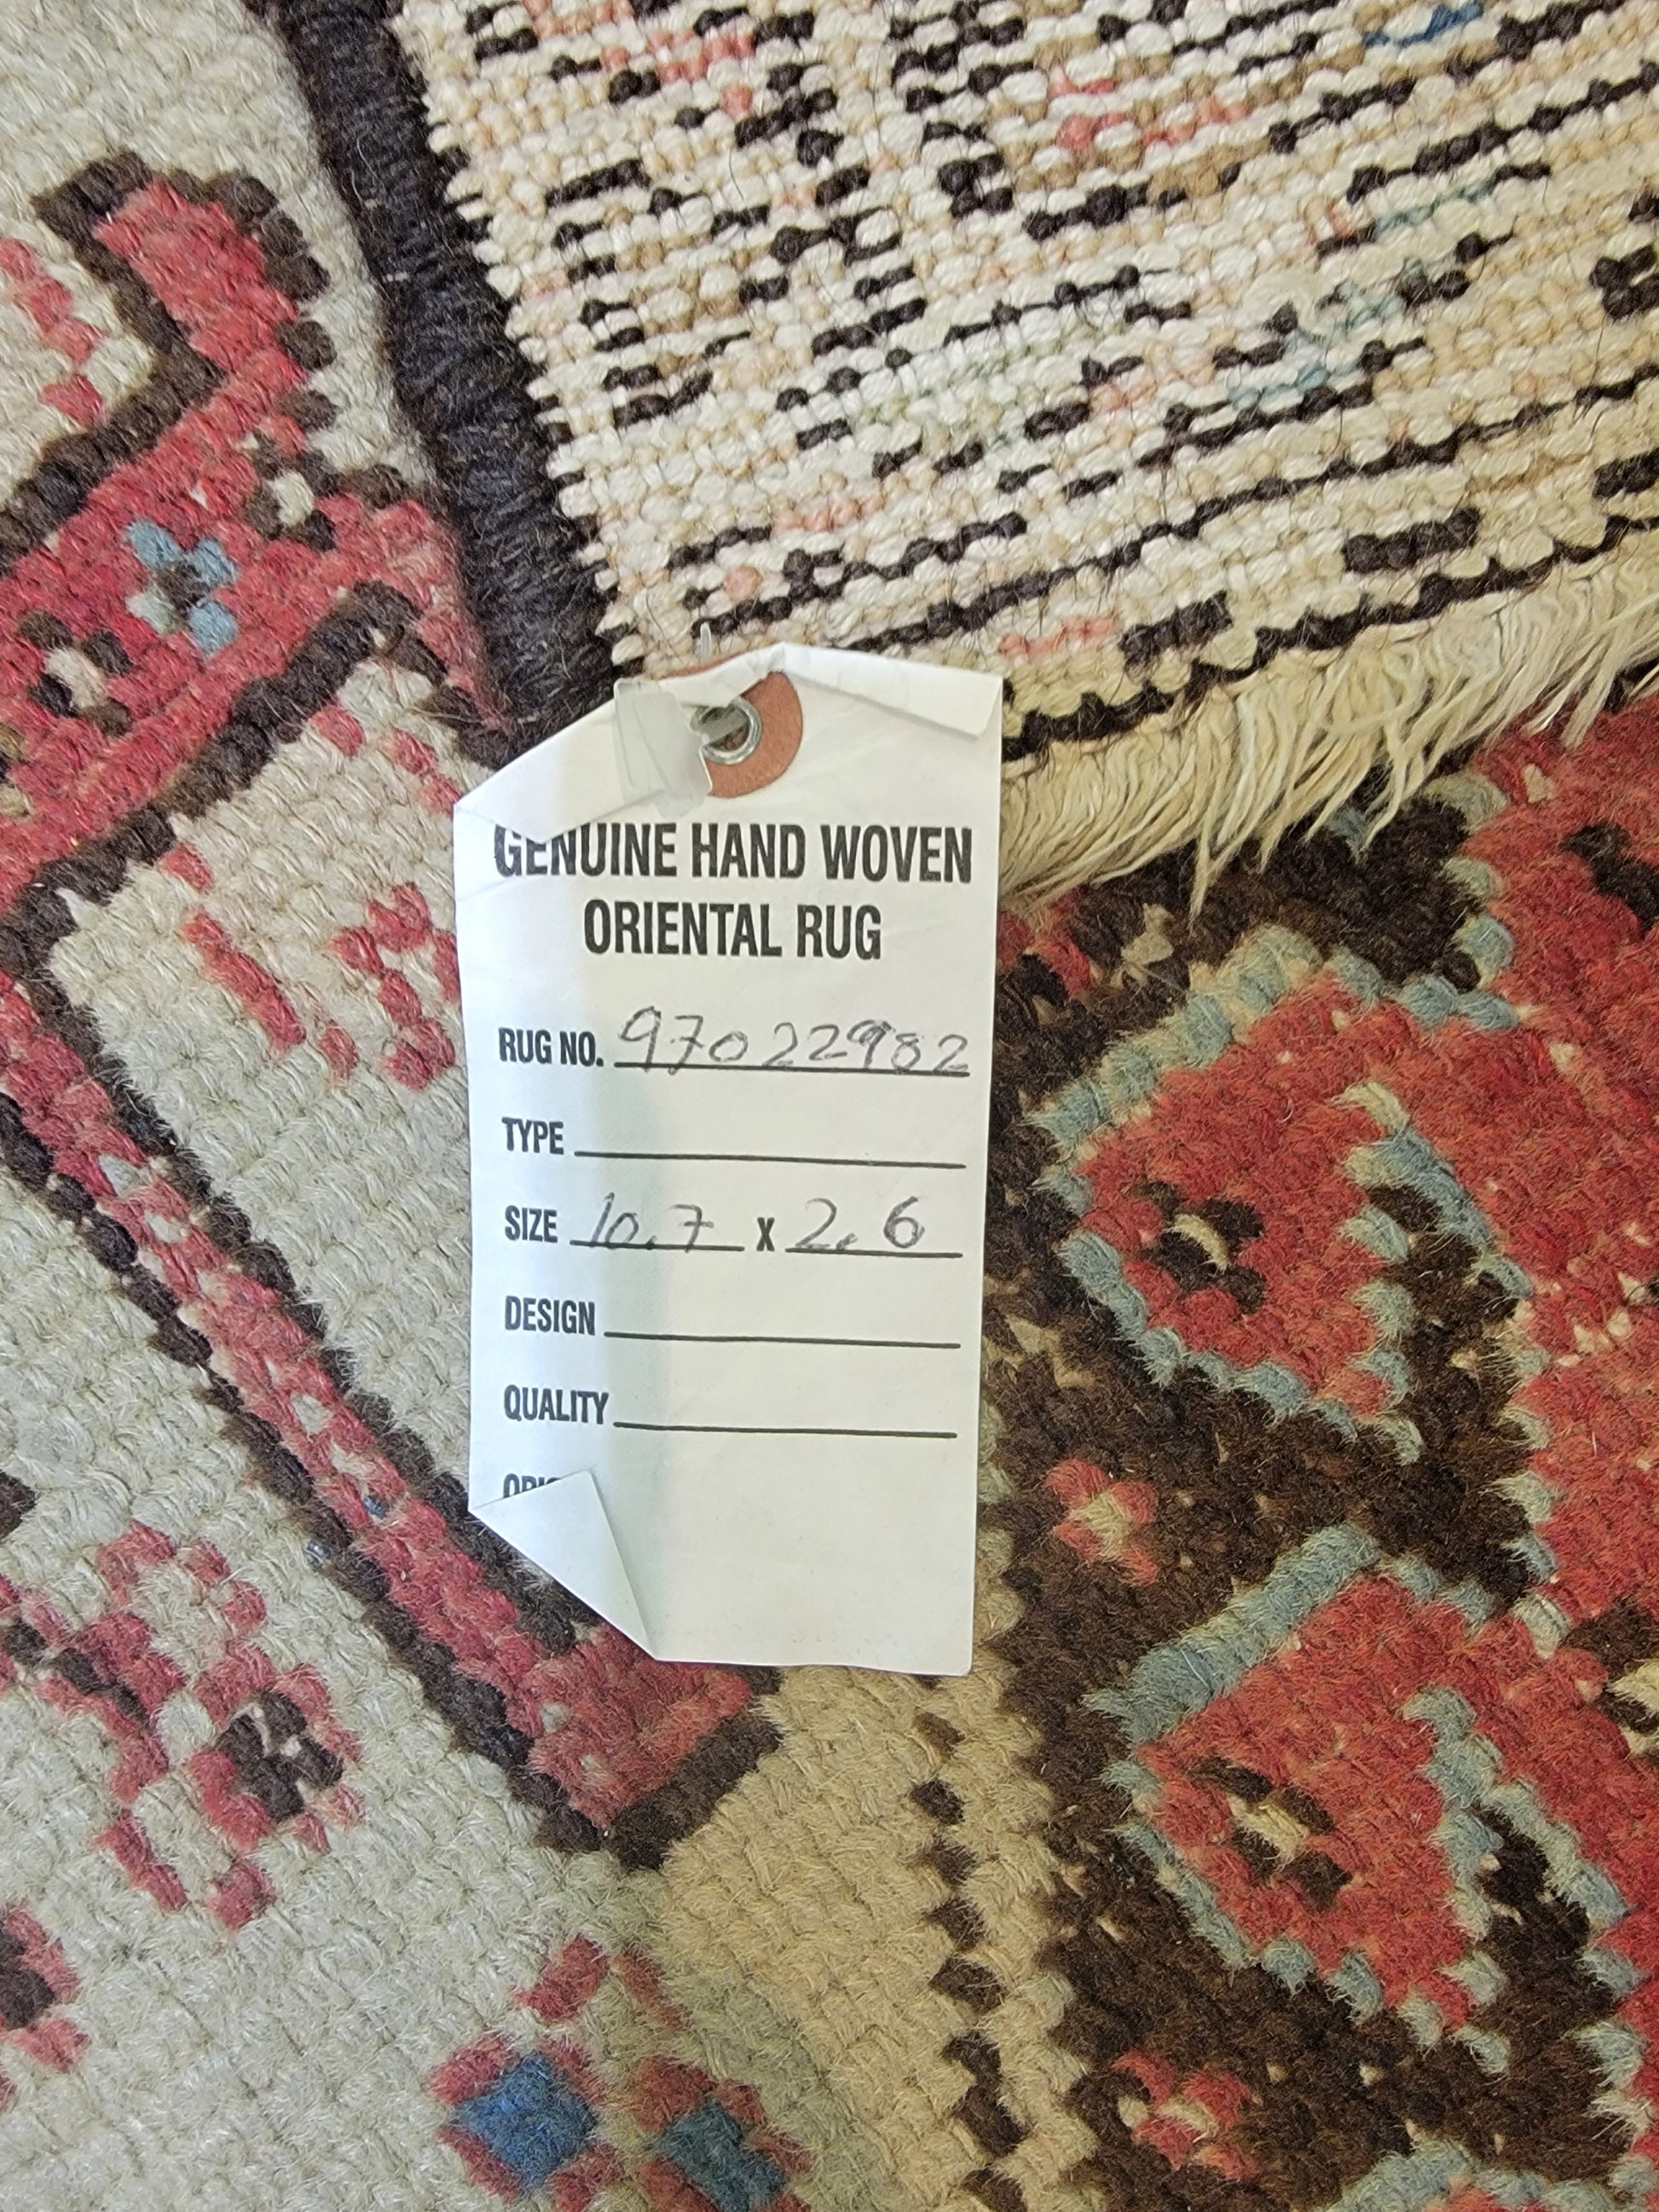 GENUINE HAND WOVEN
ORIENTAL RUG
RUG NO. 97022982
TYPE
SIZE 10.7 x 2.6
DESIGN
QUALITY